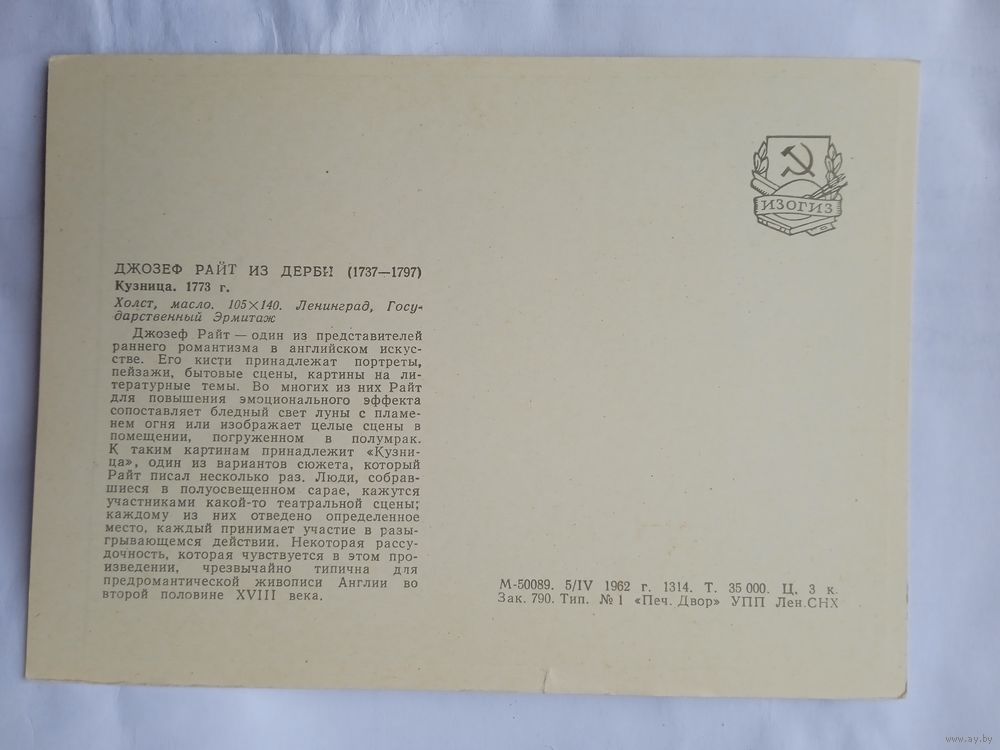 ИЗОГИЗ
ДЖОЗЕФ РАЙТ ИЗ ДЕРБИ (1737—1797)
Кузница. 1773 г.
Холст, масло. 105×140. Ленинград, Госу-
дарственный Эрмитаж
Джозеф Райт — один из представителей
раннего романтизма в английском искус-
стве. Его кисти принадлежат портреты,
пейзажи, бытовые сцены, картины на ли-
тературные темы. Во многих из них Райт
для повышения эмоционального эффекта
сопоставляет бледный свет луны с пламе-
нем огня или изображает целые сцены в
помещении, погруженном в полумрак.
К таким картинам принадлежит «Кузни-
ца», один из вариантов сюжета, который
Райт писал несколько раз. Люди, собрав-
шиеся в полуосвещенном сарае, кажутся
участниками какой-то театральной сцены;
каждому из них отведено определенное
место, каждый принимает участие в разы-
грывающемся действии. Некоторая рассу-
дочность, которая чувствуется в этом про-
изведении, чрезвычайно типична для
предромантической живописи Англии во
второй половине XVIII века.
М-50089. 5/IV 1962 г. 1314. Т. 35 000. Ц. 3 к.
Зак. 790. Тип. № 1 «Печ. Двор» УПП Лен.СНХ
www.ay.by